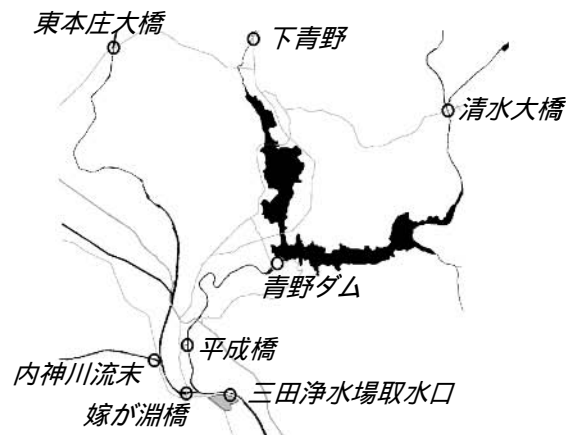 東本庄大橋
下青野
清水大橋
青野ダム
平成橋
内神川流末
三田浄水場取水口
嫁が淵橋